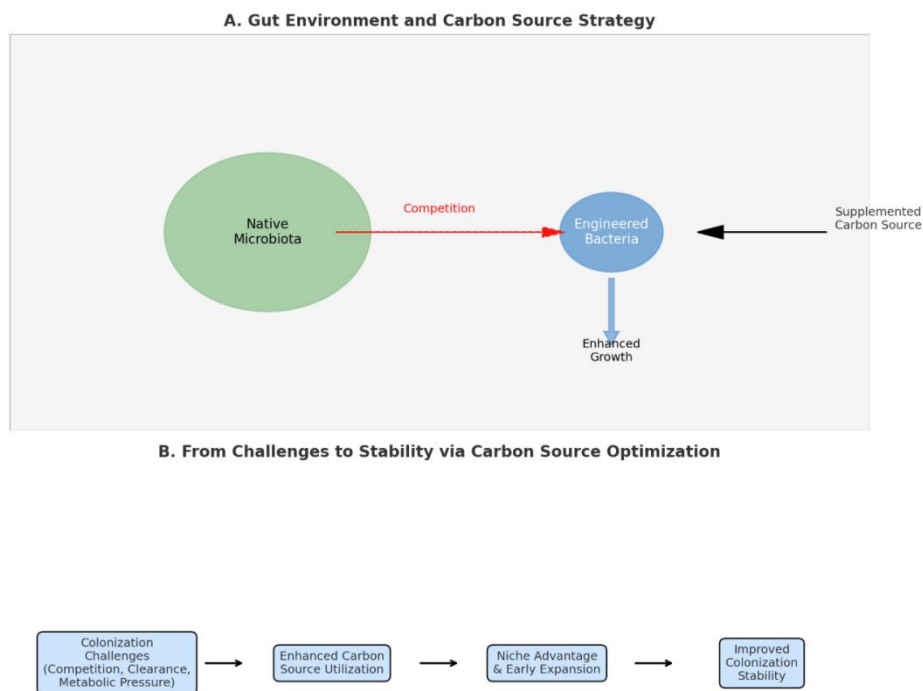 A. Gut Environment and Carbon Source Strategy
Native
Microbiota
Competition
Engineered
Bacteria
Supplemented
Carbon Source
Enhanced
Growth
B. From Challenges to Stability via Carbon Source Optimization
Colonization
Challenges
(Competition, Clearance,
Metabolic Pressure)
Enhanced Carbon
Source Utilization
Niche Advantage
& Early Expansion
Improved
Colonization
Stability